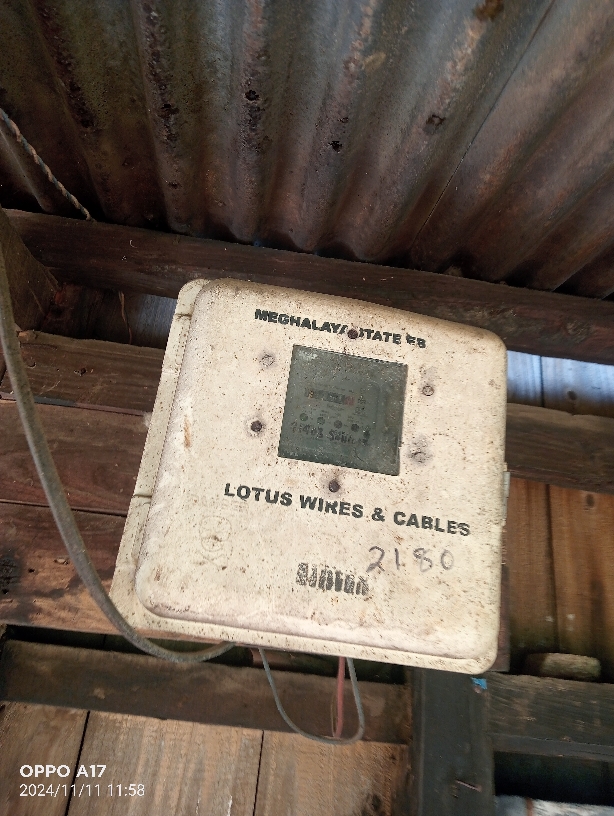 MEGHALAYA STATE EB
LOTUS WIRES & CABLES
2180
OPPO A17
2024/11/11 11:58